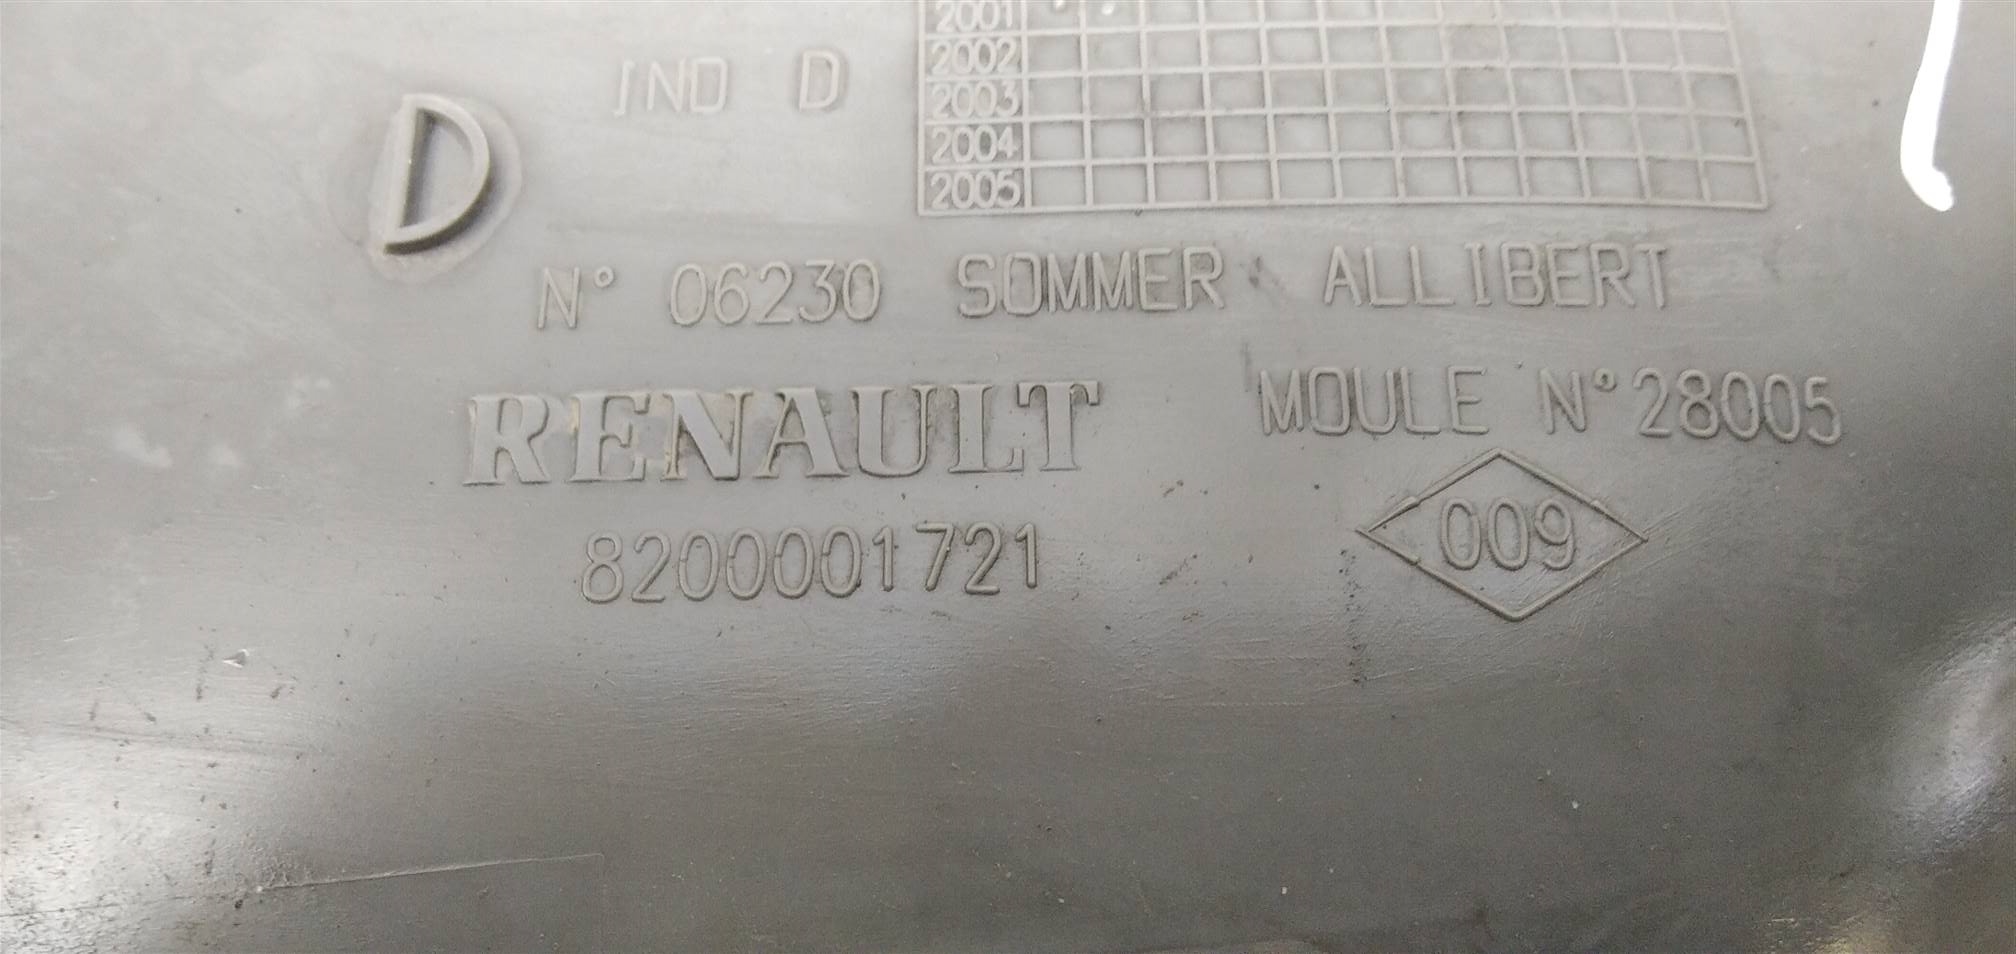 2001
IND D
2002
2003
2004
2005
D
N° 06230 SOMMER ALLIBERT
RENAULT
MOULE N° 28005
8200001721
009